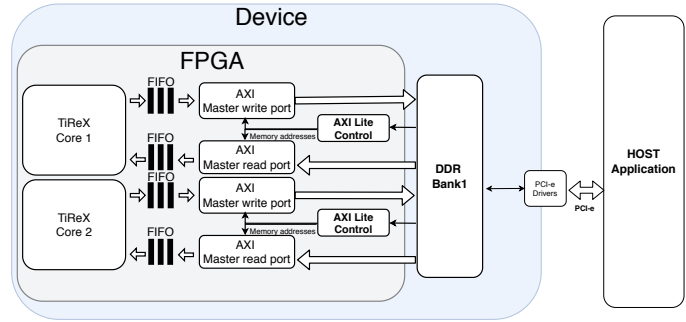 Device
FPGA
FIFO
AXI
Master write port
TiReX
Core 1
AXI Lite
Control
Memory addresses
FIFO
AXI
Master read port
FIFO
AXI
Master write port
TiReX
Core 2
AXI Lite
Control
Memory addresses
FIFO
AXI
Master read port
DDR
Bank1
PCI-e
Drivers
PCI-e
HOST
Application